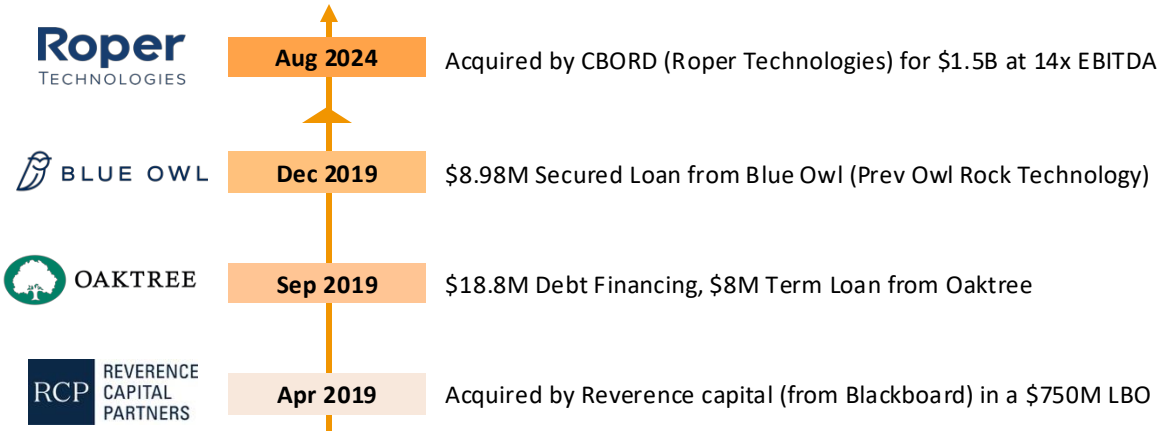 Roper
TECHNOLOGIES
Aug 2024
Acquired by CBORD (Roper Technologies) for $1.5B at 14x EBITDA
BLUE OWL
Dec 2019
$8.98M Secured Loan from Blue Owl (Prev Owl Rock Technology)
OAKTREE
Sep 2019
$18.8M Debt Financing, $8M Term Loan from Oaktree
RCP
REVERENCE
CAPITAL
PARTNERS
Apr 2019
Acquired by Reverence capital (from Blackboard) in a $750M LBO